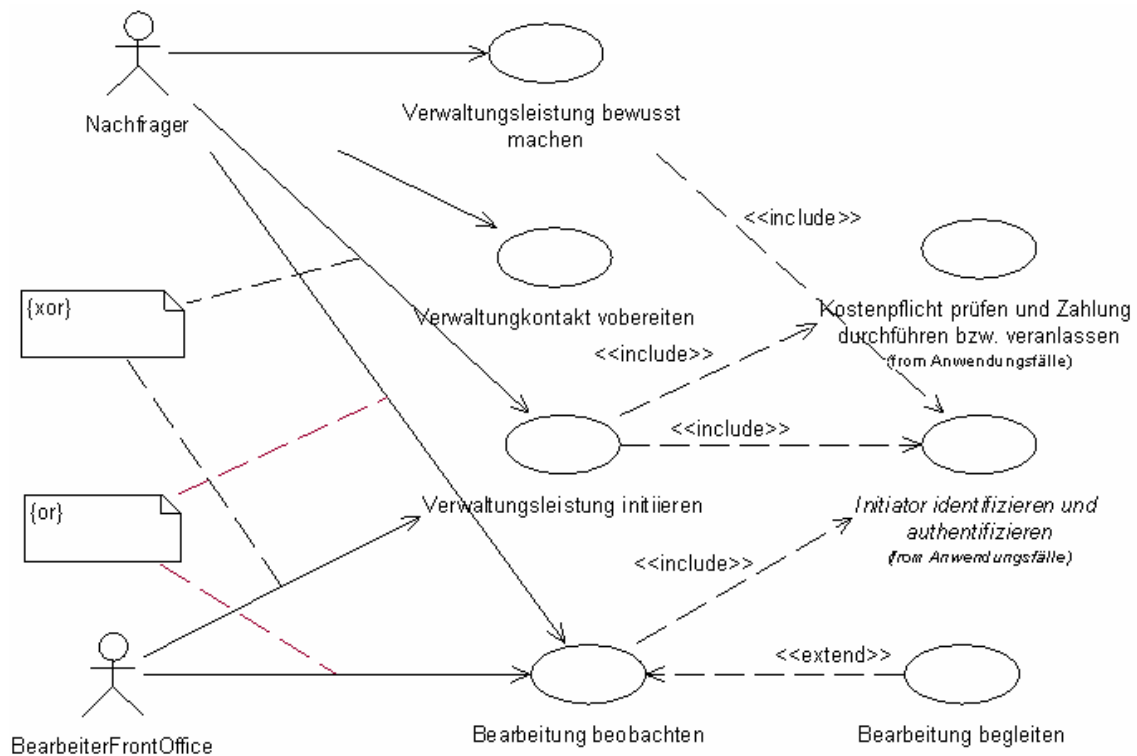 Nachfrager
Verwaltungsleistung bewusst
machen
<<include>>
{xor}
Verwaltungkontakt vobereiten
Kostenpflicht prüfen und Zahlung
durchführen bzw. veranlassen
(from Anwendungsfälle)
<<include>>
<<include>>
{or}
Verwaltungsleistung initiieren
Initiator identifizieren und
authentifizieren
(from Anwendungsfälle)
<<include>>
<<extend>>
BearbeiterFrontOffice
Bearbeitung beobachten
Bearbeitung begleiten